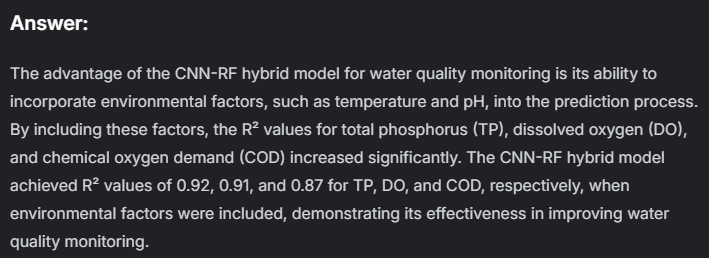 Answer:
The advantage of the CNN-RF hybrid model for water quality monitoring is its ability to
incorporate environmental factors, such as temperature and pH, into the prediction process.
By including these factors, the R² values for total phosphorus (TP), dissolved oxygen (DO),
and chemical oxygen demand (COD) increased significantly. The CNN-RF hybrid model
achieved R² values of 0.92, 0.91, and 0.87 for TP, DO, and COD, respectively, when
environmental factors were included, demonstrating its effectiveness in improving water
quality monitoring.